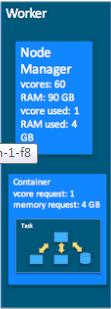 Worker
Node
Manager
vcores: 60
RAM: 90 GB
vcore used: 1
RAM used: 4
GB
n-1-f8
Container
vcore request: 1
memory request: 4 GB
Task